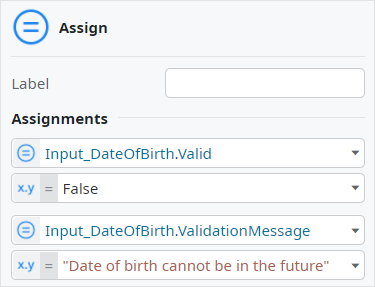 Assign
Label
Assignments
Input_DateOfBirth.Valid
x.y = False
Input_DateOfBirth.ValidationMessage
x.y = "Date of birth cannot be in the future"